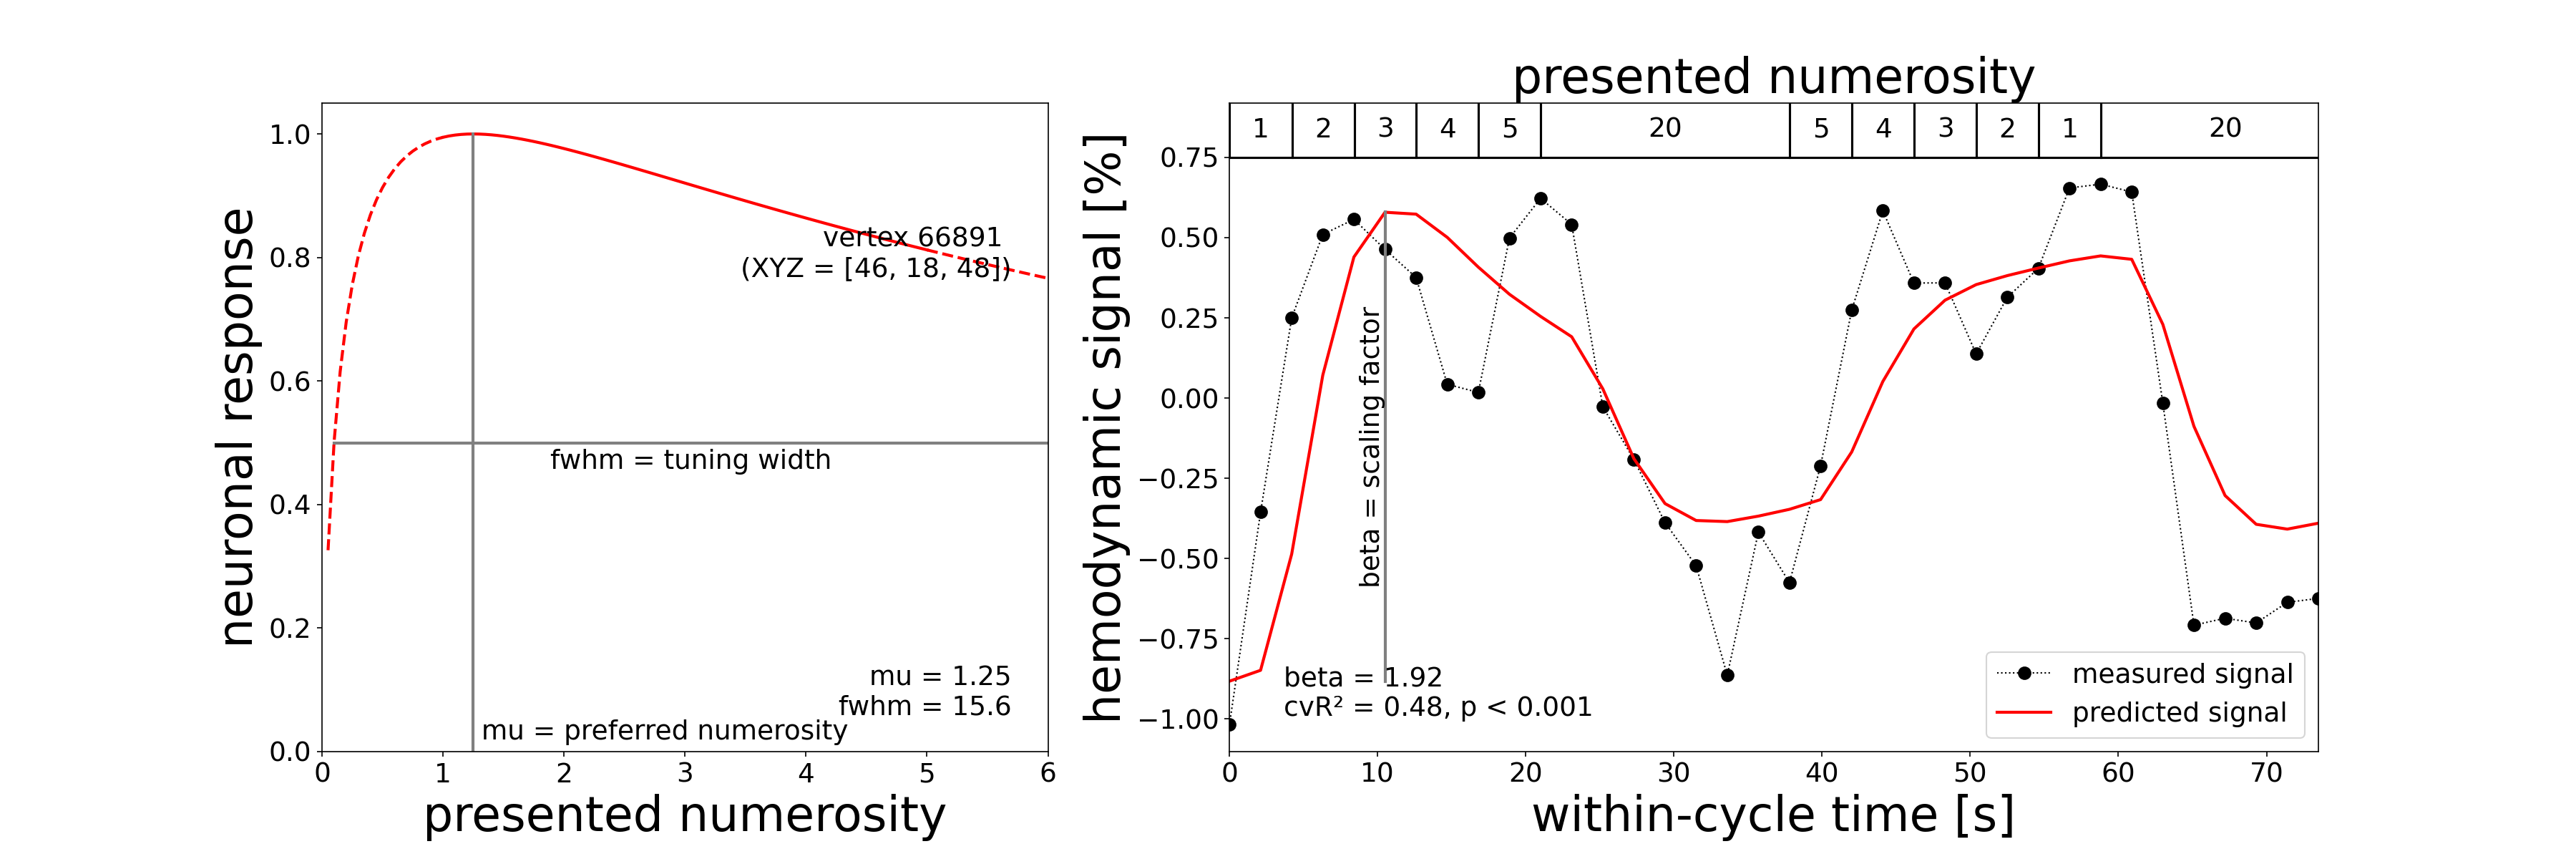 neuronal response
1.0
0.8
0.6
0.4
0.2
0.0
vertex 66891
(XYZ = [46, 18, 48])
fwhm = tuning width
mu = 1.25
fwhm = 15.6
mu = preferred numerosity
0 1 2 3 4 5 6
presented numerosity
presented numerosity
1 2 3 4 5 20 5 4 3 2 1 20
hemodynamic signal [%]
0.75
0.50
0.25
0.00
−0.25
−0.50
−0.75
−1.00
beta = scaling factor
beta = 1.92
cvR² = 0.48, p < 0.001
measured signal
predicted signal
0 10 20 30 40 50 60 70
within-cycle time [s]